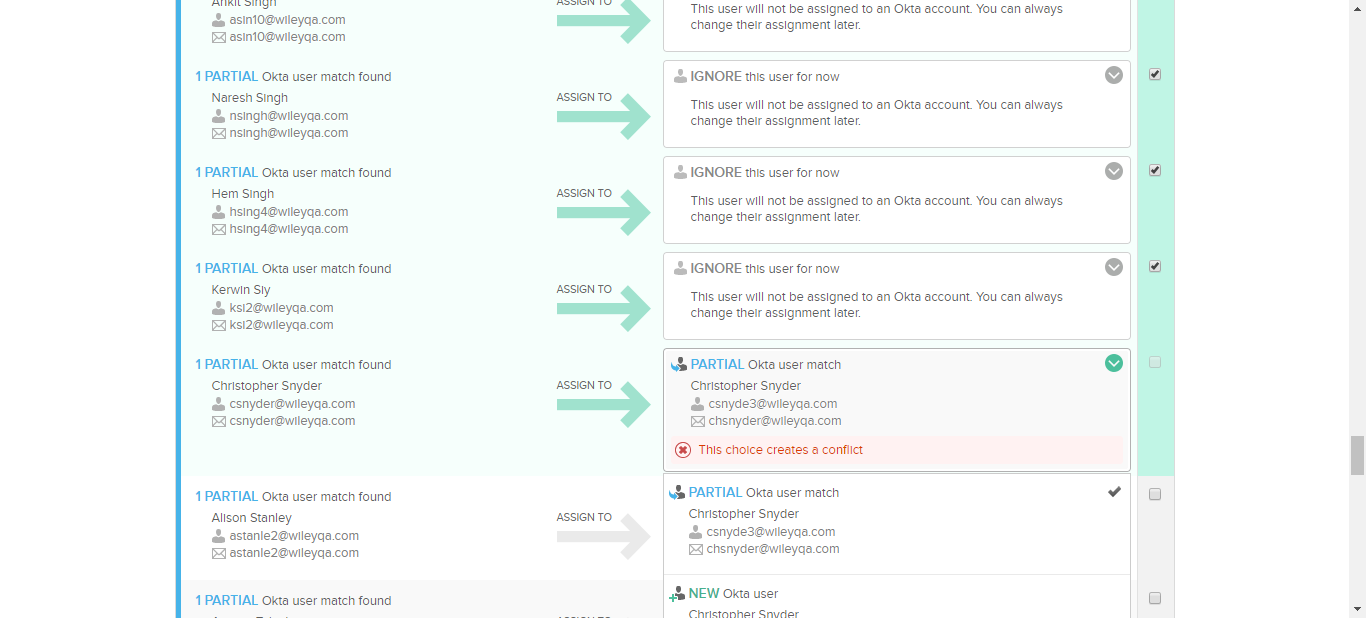 Ankit Singh
asin10@wileyqa.com
asin10@wileyqa.com
ASSIGN TO
This user will not be assigned to an Okta account. You can always
change their assignment later.
1 PARTIAL Okta user match found
Naresh Singh
nsingh@wileyqa.com
nsingh@wileyqa.com
ASSIGN TO
IGNORE this user for now
This user will not be assigned to an Okta account. You can always
change their assignment later.
1 PARTIAL Okta user match found
Hem Singh
hsing4@wileyqa.com
hsing4@wileyqa.com
ASSIGN TO
IGNORE this user for now
This user will not be assigned to an Okta account. You can always
change their assignment later.
1 PARTIAL Okta user match found
Kerwin Siy
ksi2@wileyqa.com
ksi2@wileyqa.com
ASSIGN TO
IGNORE this user for now
This user will not be assigned to an Okta account. You can always
change their assignment later.
1 PARTIAL Okta user match found
Christopher Snyder
csnyder@wileyqa.com
csnyder@wileyqa.com
ASSIGN TO
PARTIAL Okta user match
Christopher Snyder
csnyde3@wileyqa.com
chsnyder@wileyqa.com
This choice creates a conflict
1 PARTIAL Okta user match found
Alison Stanley
astanle2@wileyqa.com
astanle2@wileyqa.com
ASSIGN TO
PARTIAL Okta user match
Christopher Snyder
csnyde3@wileyqa.com
chsnyder@wileyqa.com
1 PARTIAL Okta user match found
ASSIGN TO
NEW Okta user
Christopher Snyder